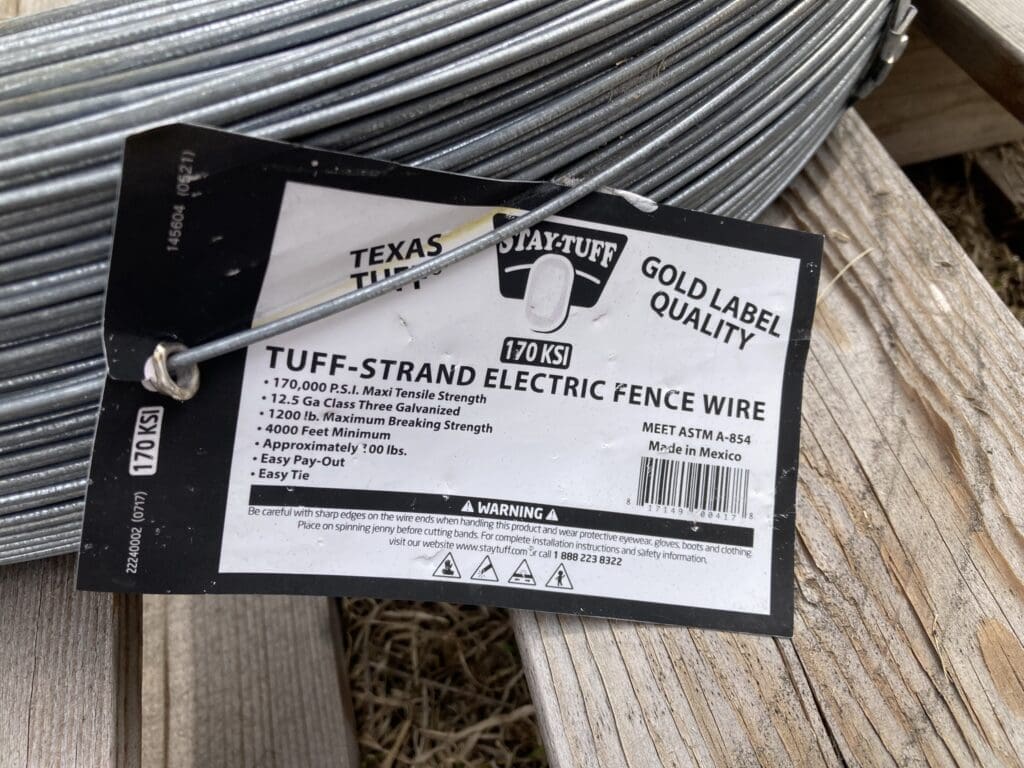 145604 (0521)
TEXAS
TUFF
STAY-TUFF
GOLD LABEL
QUALITY
170 KSI
TUFF-STRAND ELECTRIC FENCE WIRE
• 170,000 P.S.I. Maxi Tensile Strength
• 12.5 Ga Class Three Galvanized
• 1200 lb. Maximum Breaking Strength
• 4000 Feet Minimum
• Approximately 100 lbs.
• Easy Pay-Out
• Easy Tie
MEET ASTM A-854
Made in Mexico
8 17149 00417 8
170 KSI
22240002 (0717)
WARNING
Be careful with sharp edges on the wire ends when handling this product and wear protective eyewear, gloves, boots and clothing.
Place on spinning jenny before cutting bands. For complete installation instructions and safety information,
visit our website www.staytuff.com or call 1 888 223 8322